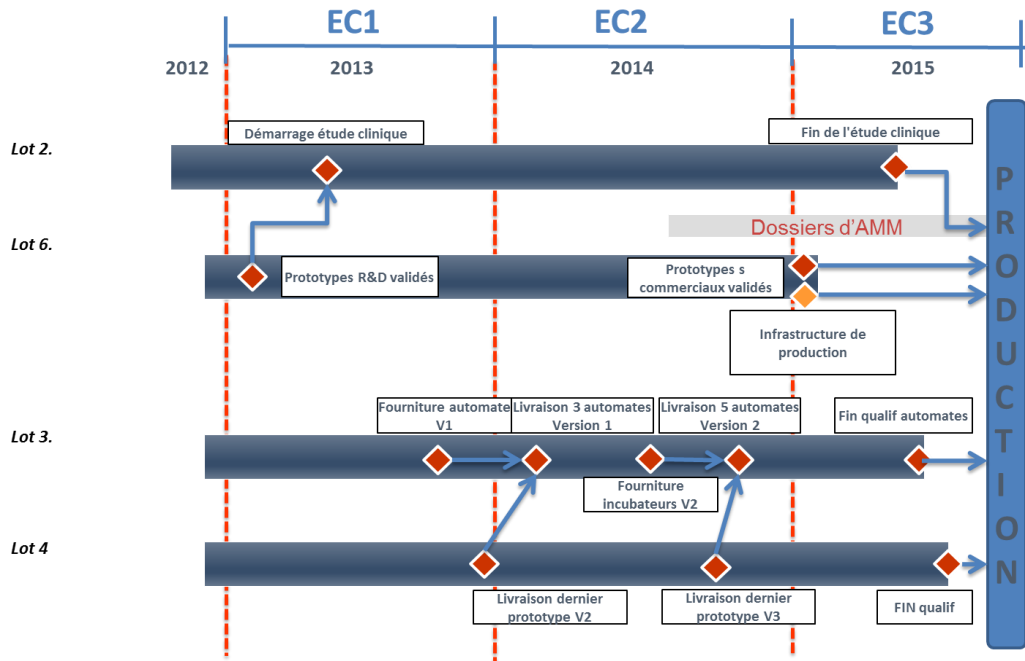 EC1
EC2
EC3
2012
2013
2014
2015
Démarrage étude clinique
Fin de l'étude clinique
Lot 2.
Dossiers d'AMM
Lot 6.
Prototypes R&D validés
Prototypes s
commerciaux validés
Infrastructure de
production
Fourniture automate
V1
Livraison 3 automates
Version 1
Livraison 5 automates
Version 2
Fin qualif automates
Lot 3.
Fourniture
incubateurs V2
Lot 4
Livraison dernier
prototype V2
Livraison dernier
prototype V3
FIN qualif
PRODUCTION